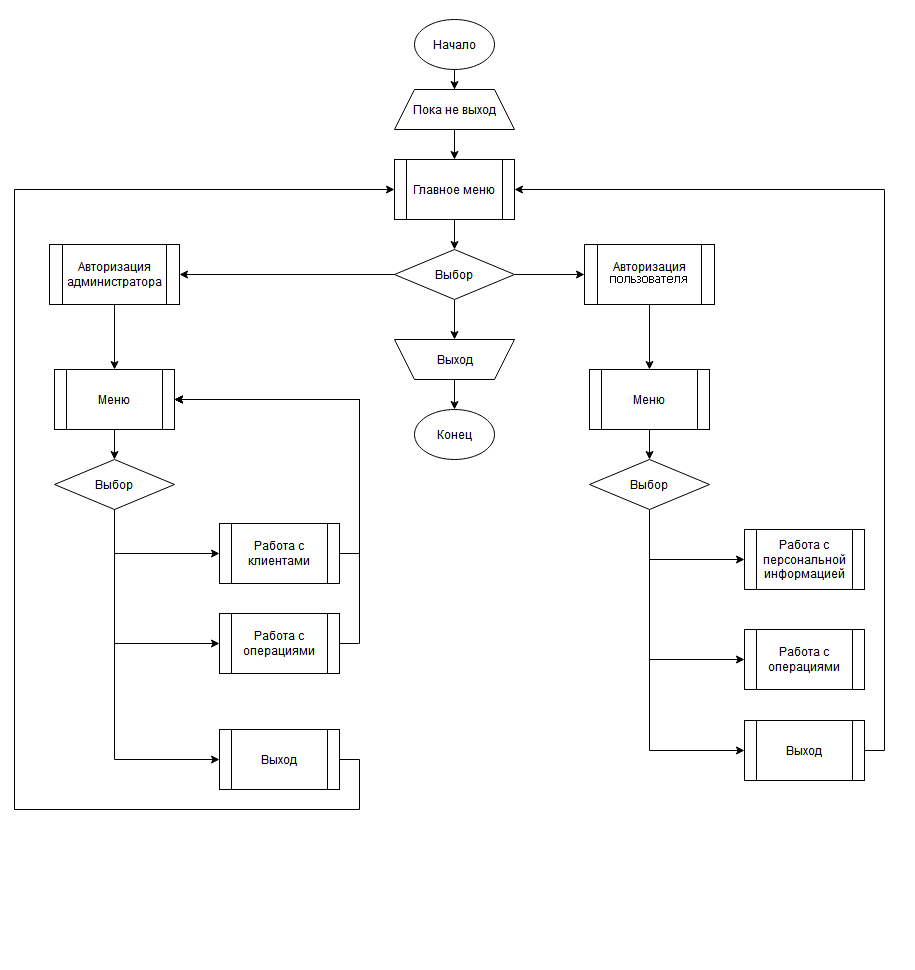 Начало
Пока не выход
Главное меню
Авторизация
администратора
Выбор
Авторизация
пользователя
Выход
Меню
Меню
Конец
Выбор
Выбор
Работа с
клиентами
Работа с
персональной
информацией
Работа с
операциями
Работа с
операциями
Выход
Выход